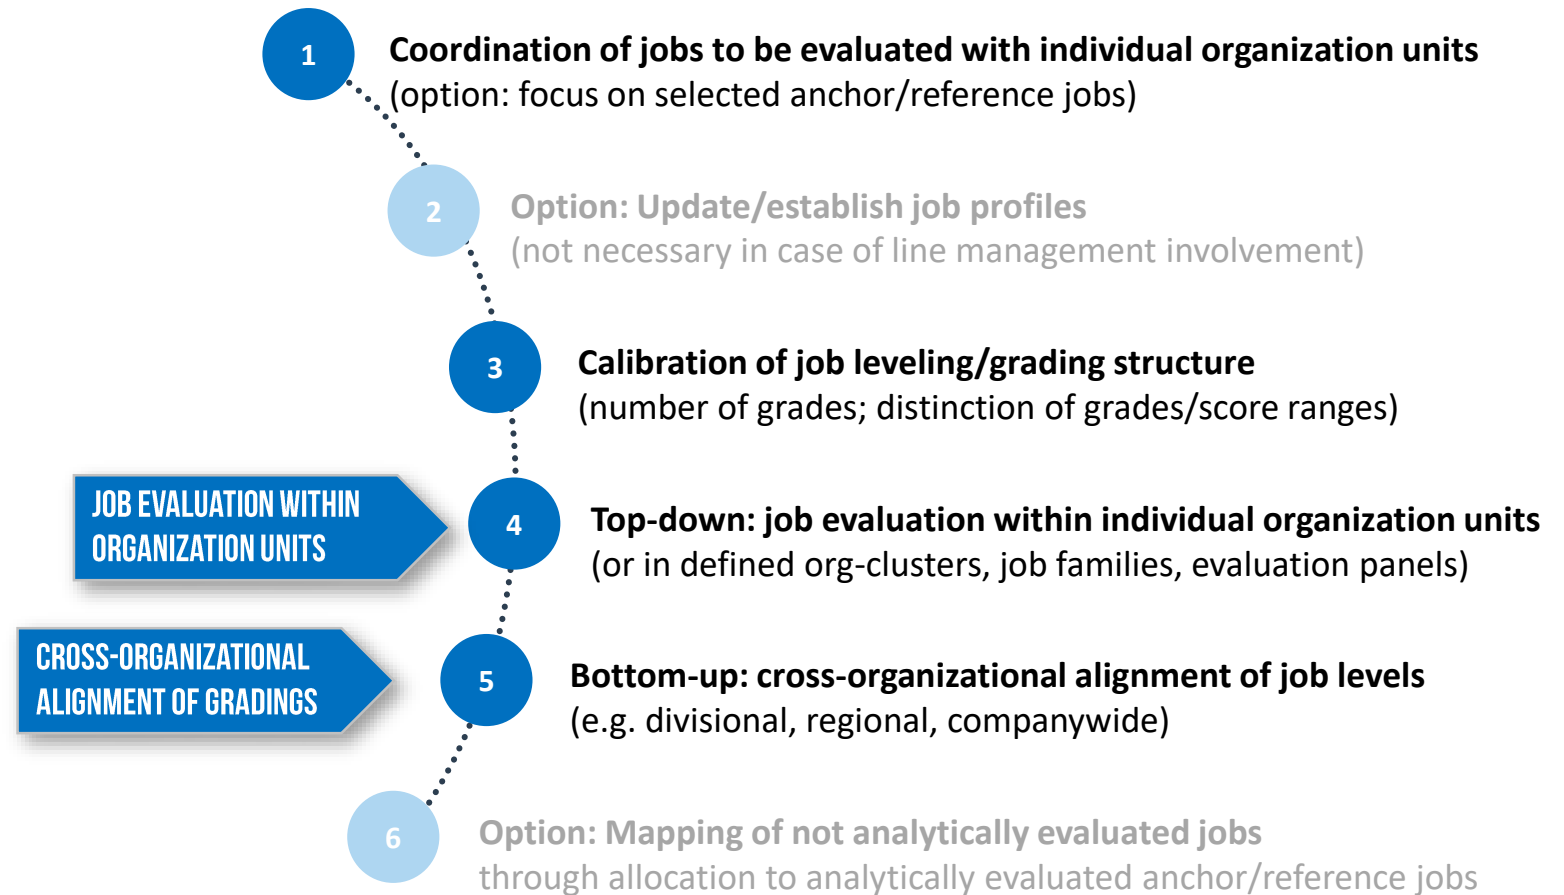 1
Coordination of jobs to be evaluated with individual organization units
(option: focus on selected anchor/reference jobs)
2
Option: Update/establish job profiles
(not necessary in case of line management involvement)
3
Calibration of job leveling/grading structure
(number of grades; distinction of grades/score ranges)
JOB EVALUATION WITHIN
ORGANIZATION UNITS
4
Top-down: job evaluation within individual organization units
(or in defined org-clusters, job families, evaluation panels)
CROSS-ORGANIZATIONAL
ALIGNMENT OF GRADINGS
5
Bottom-up: cross-organizational alignment of job levels
(e.g. divisional, regional, companywide)
6
Option: Mapping of not analytically evaluated jobs
through allocation to analytically evaluated anchor/reference jobs